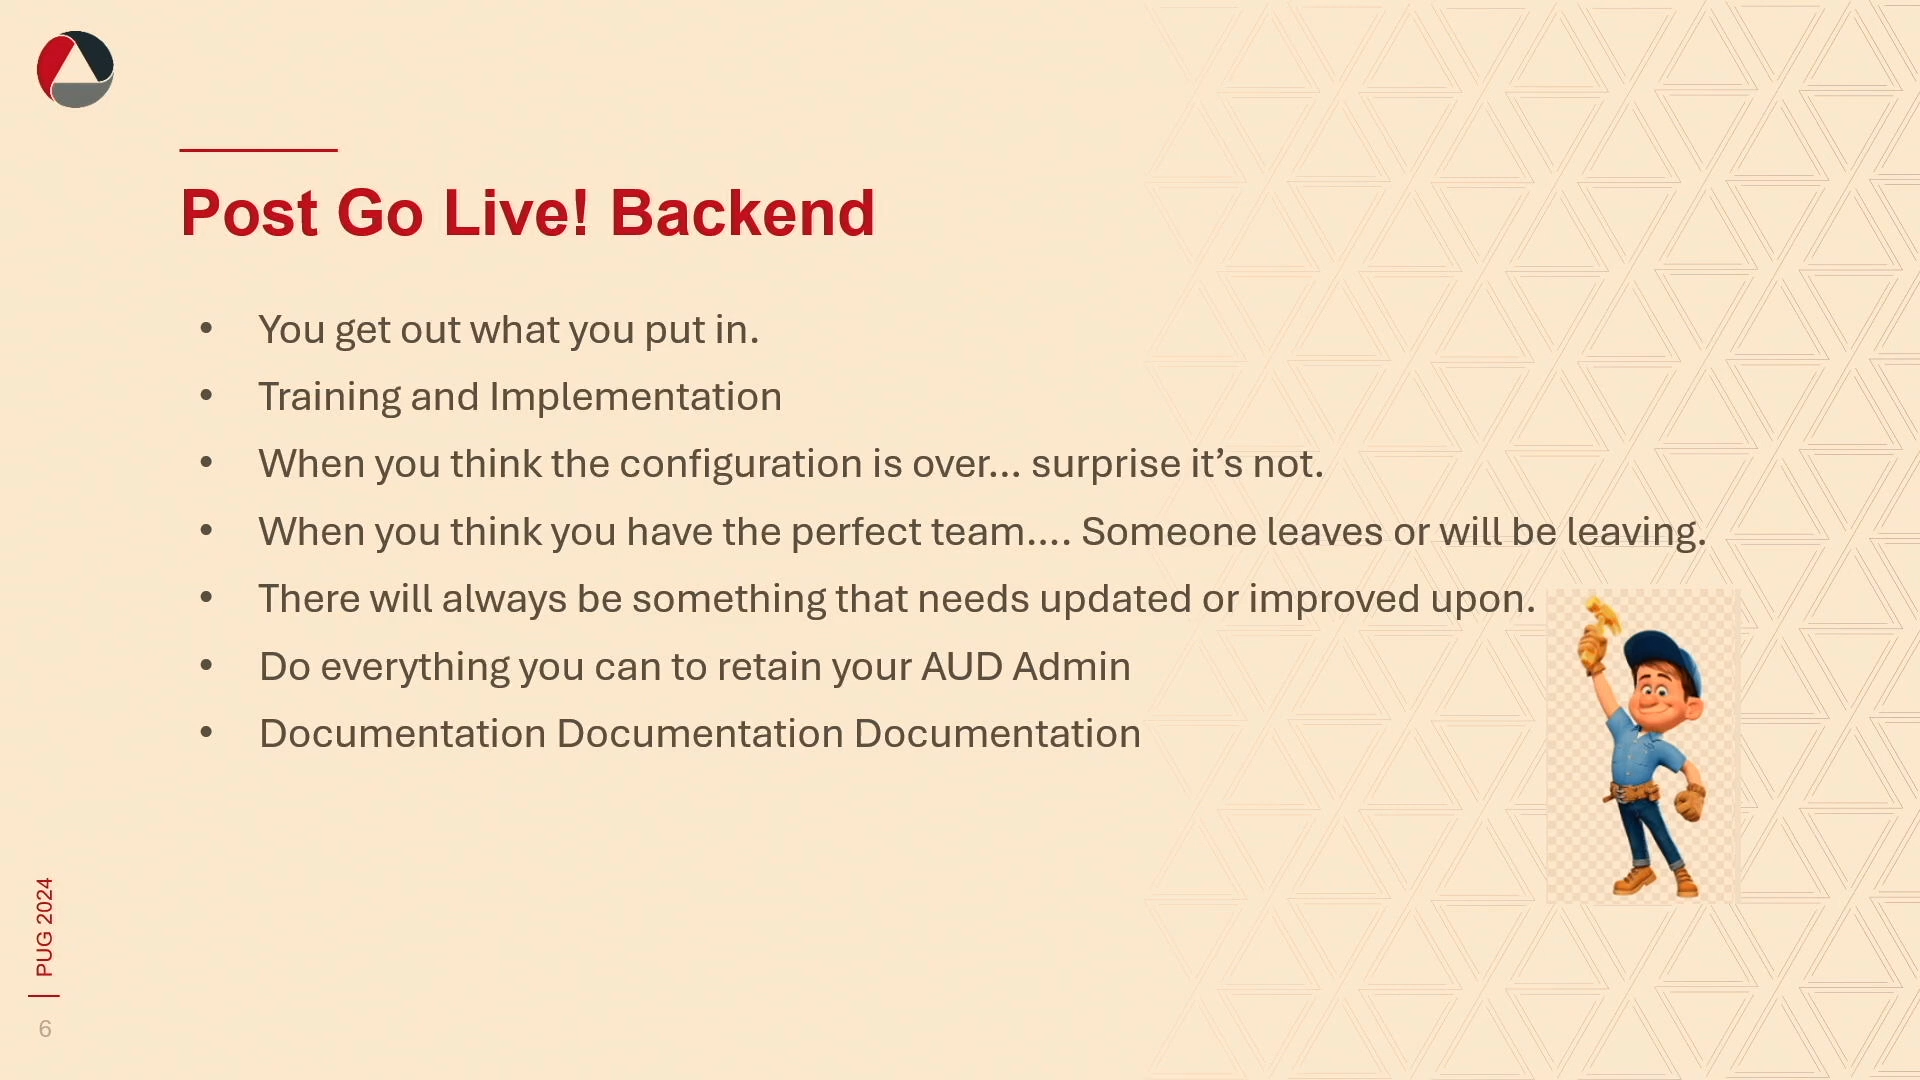 Post Go Live! Backend
• You get out what you put in.
• Training and Implementation
• When you think the configuration is over... surprise it’s not.
• When you think you have the perfect team.... Someone leaves or will be leaving.
• There will always be something that needs updated or improved upon.
• Do everything you can to retain your AUD Admin
• Documentation Documentation Documentation
PUG 2024
6